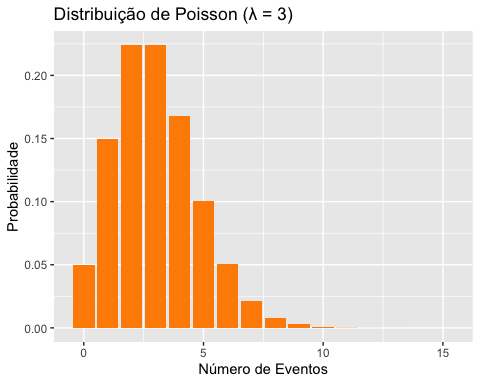 Distribuição de Poisson (λ = 3)
Probabilidade
0.20
0.15
0.10
0.05
0.00
0 5 10 15
Número de Eventos